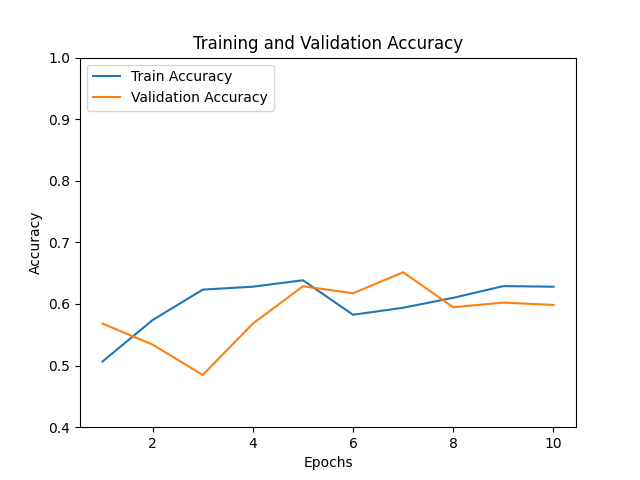 Training and Validation Accuracy
Train Accuracy
Validation Accuracy
1.0
0.9
0.8
0.7
0.6
0.5
0.4
Accuracy
2 4 6 8 10
Epochs